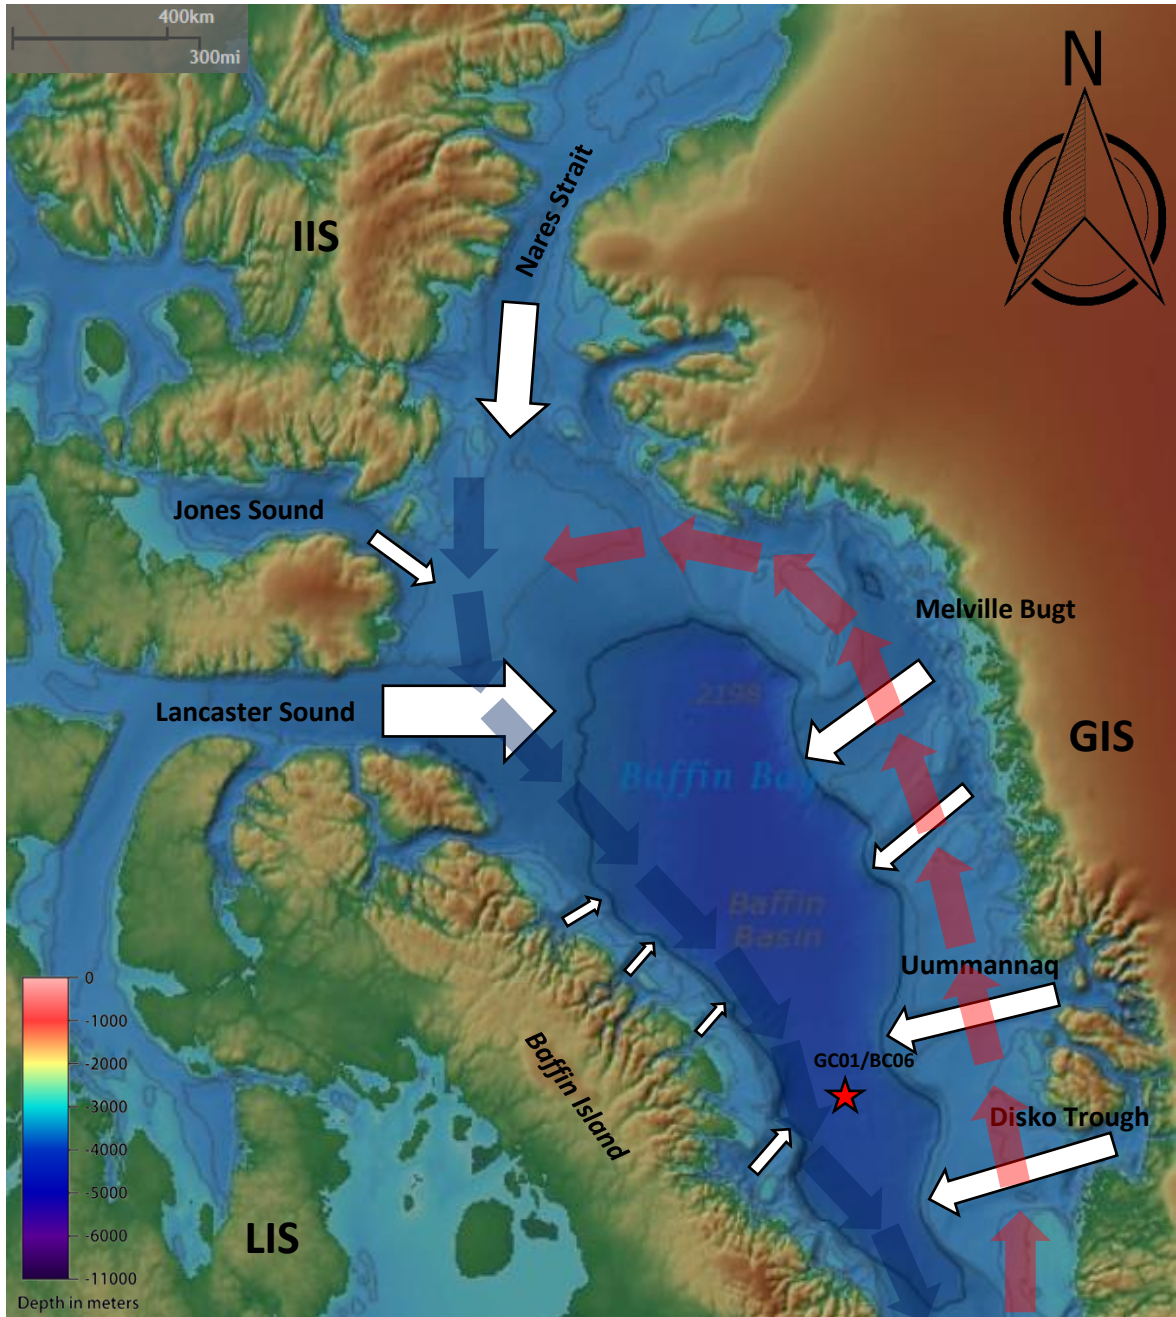 400km
300mi
N
Nares Strait
IIS
Jones Sound
Melville Bugt
Lancaster Sound
2198
GIS
Baffin Bay
Baffin
Basin
Uummannaq
GC01/BC06
Disko Trough
Baffin Island
LIS
0
-1000
-2000
-3000
-4000
-5000
-6000
-11000
Depth in meters